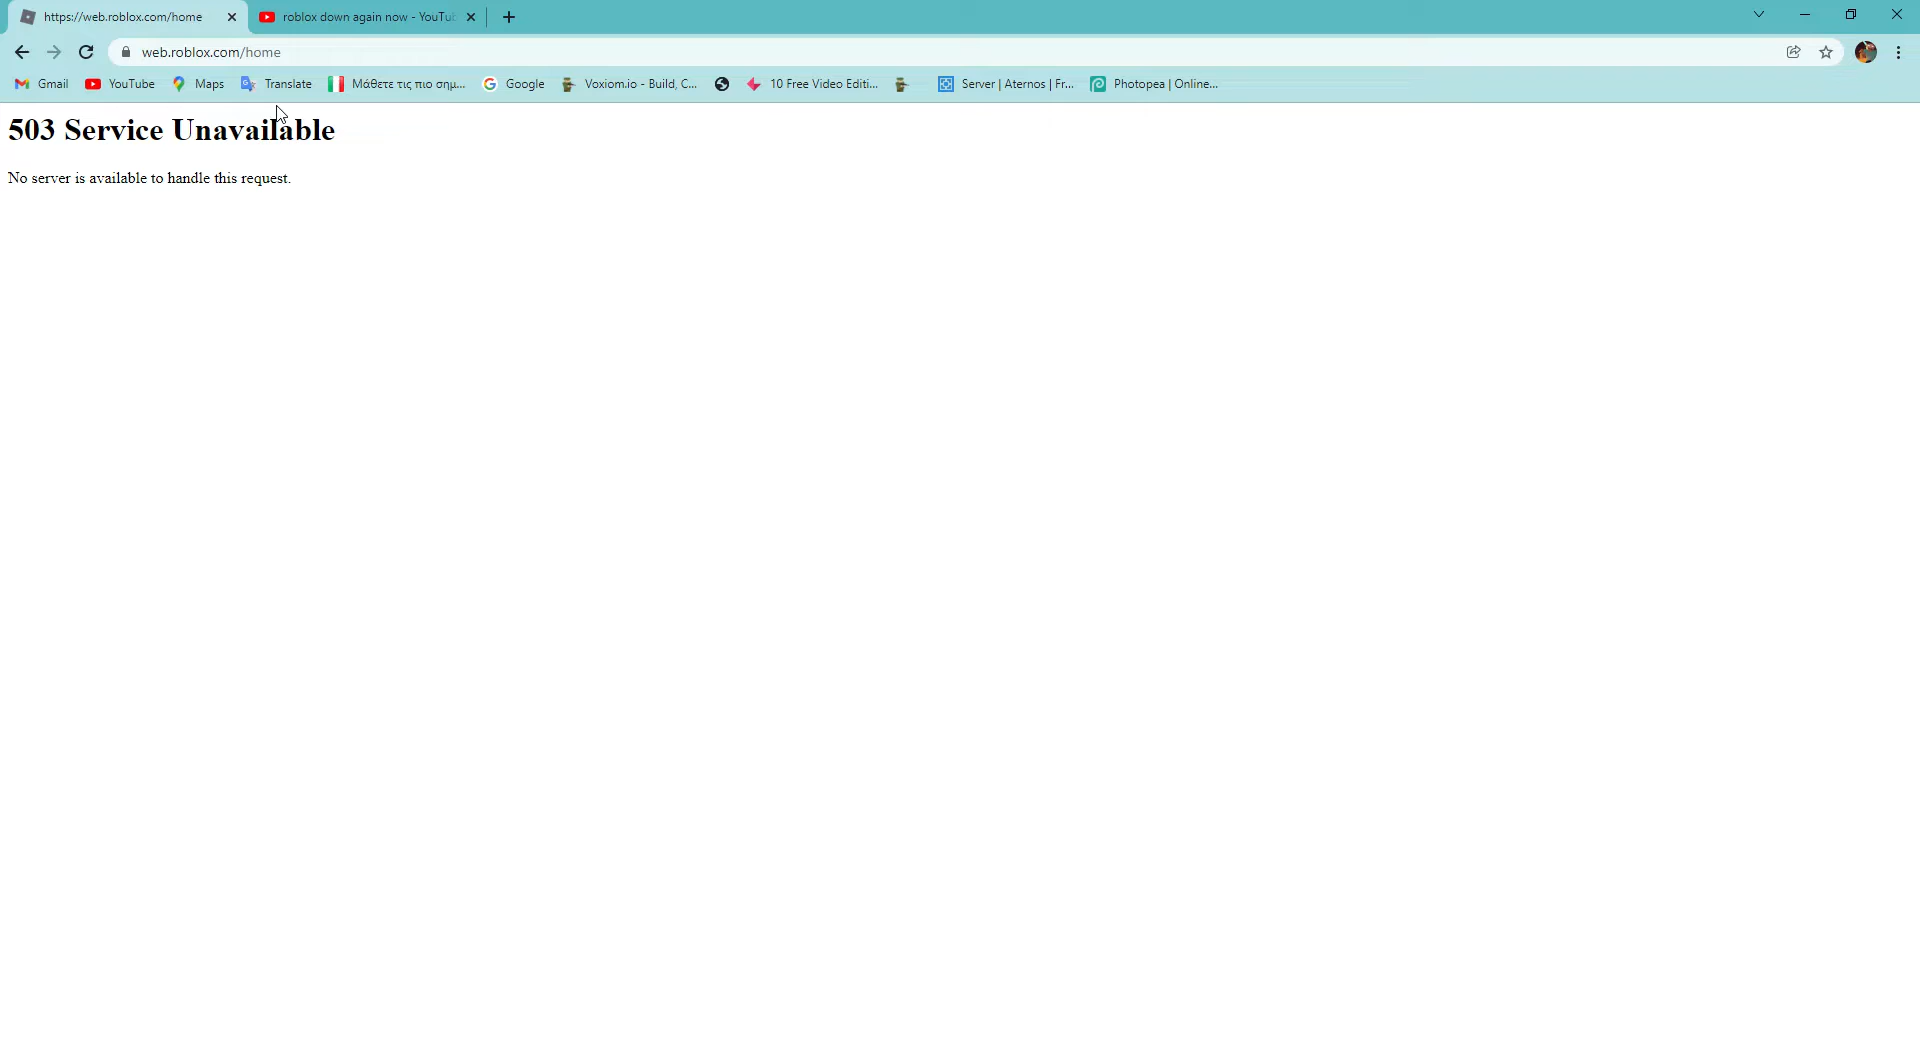 https://web.roblox.com/home
roblox down again now - YouTu
web.roblox.com/home
Gmail
YouTube
Maps
Translate
Μάθετε τις πιο σημ...
Google
Voxiom.io - Build, C...
10 Free Video Editi...
Server | Aternos | Fr...
Photopea | Online...
503 Service Unavailable
No server is available to handle this request.